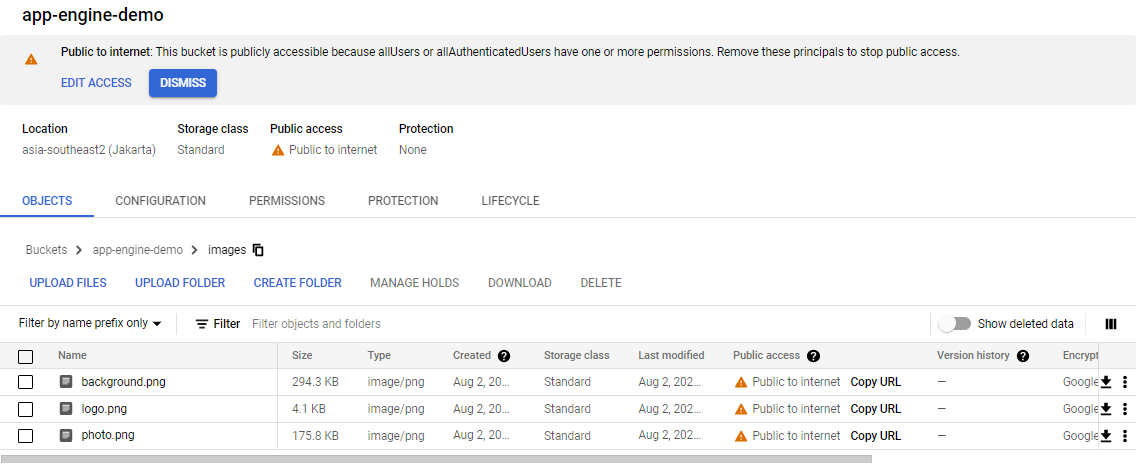 app-engine-demo
Public to internet: This bucket is publicly accessible because allUsers or allAuthenticatedUsers have one or more permissions. Remove these principals to stop public access.
EDIT ACCESS DISMISS
Location Storage class Public access Protection
asia-southeast2 (Jakarta) Standard Public to internet None
OBJECTS CONFIGURATION PERMISSIONS PROTECTION LIFECYCLE
Buckets > app-engine-demo > images
UPLOAD FILES UPLOAD FOLDER CREATE FOLDER MANAGE HOLDS DOWNLOAD DELETE
Filter by name prefix only Filter Filter objects and folders Show deleted data
Name Size Type Created Storage class Last modified Public access Version history Encrypt
background.png 294.3 KB image/png Aug 2, 20... Standard Aug 2, 202... Public to internet Copy URL — Google
logo.png 4.1 KB image/png Aug 2, 20... Standard Aug 2, 202... Public to internet Copy URL — Google
photo.png 175.8 KB image/png Aug 2, 20... Standard Aug 2, 202... Public to internet Copy URL — Google